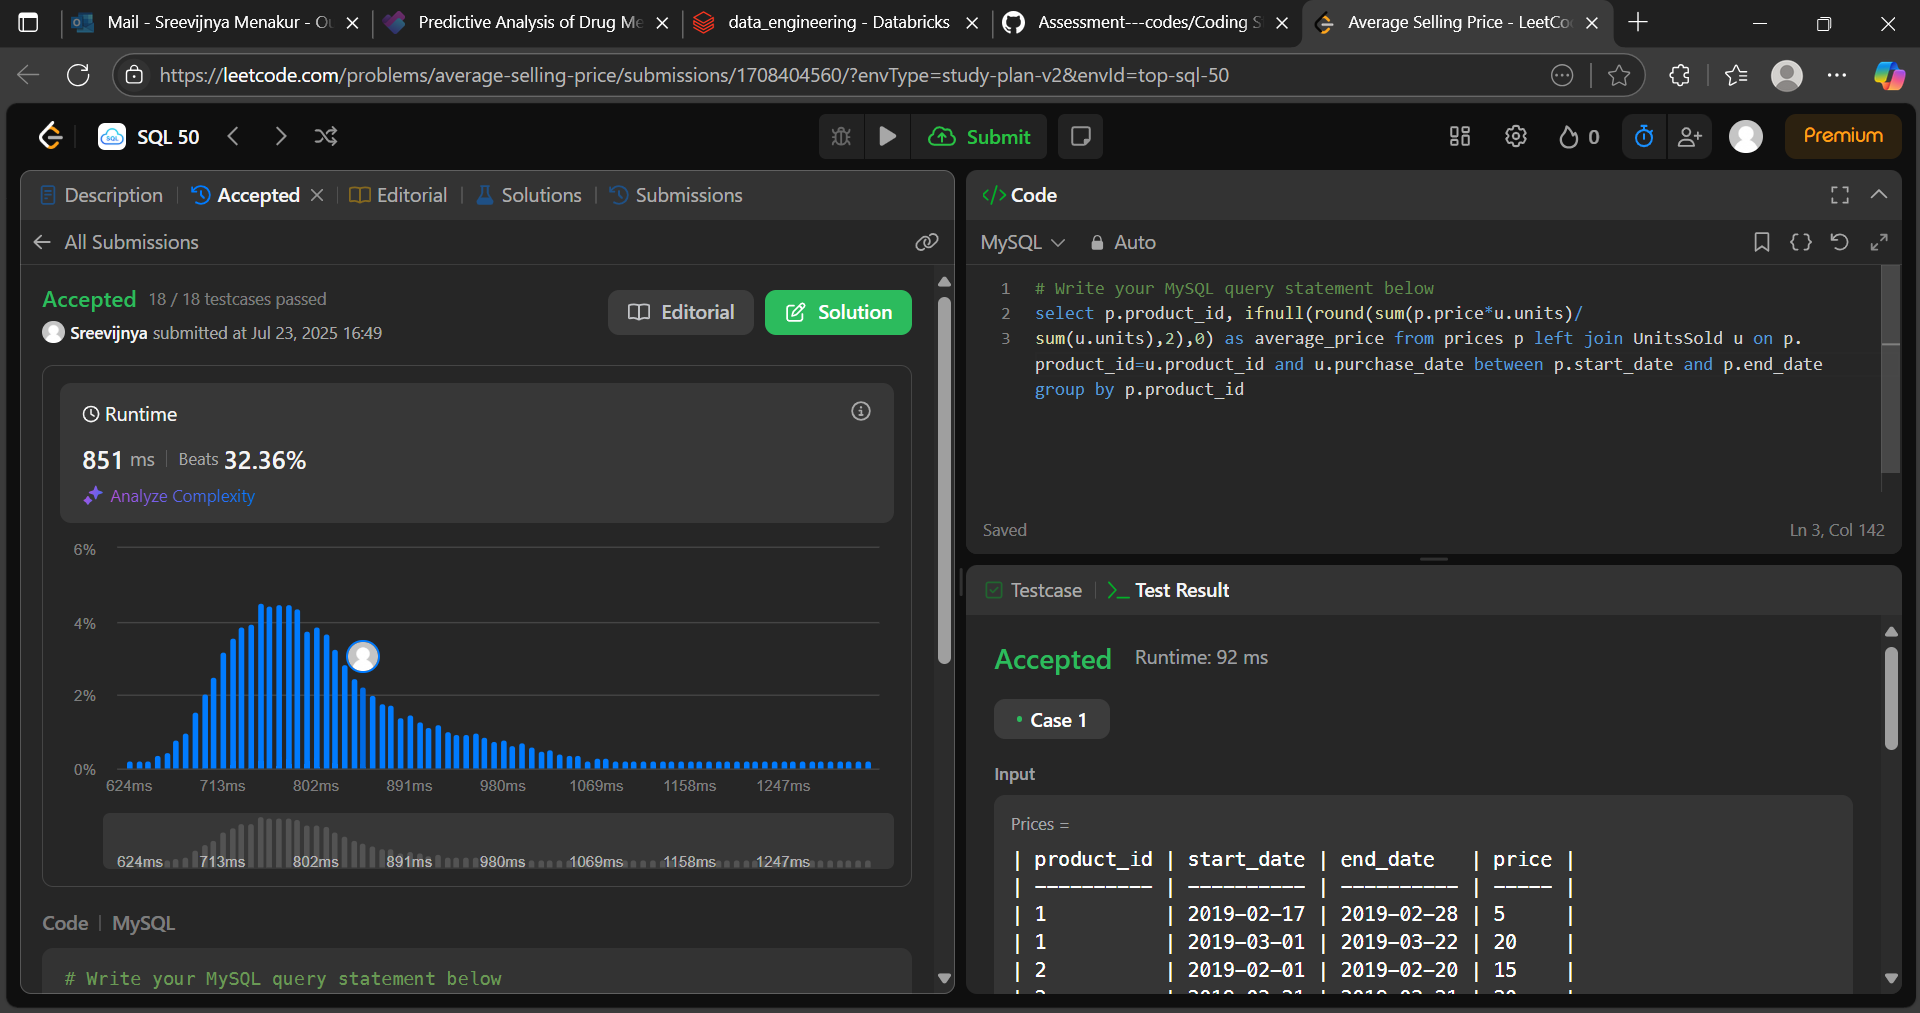 Mail - Sreevijnya Menakur - Ou
Predictive Analysis of Drug Me
data_engineering - Databricks
Assessment---codes/Coding S
Average Selling Price - LeetCo
https://leetcode.com/problems/average-selling-price/submissions/1708404560/?envType=study-plan-v2&envId=top-sql-50
SQL 50
Submit
0
Premium
Description
Accepted
Editorial
Solutions
Submissions
All Submissions
Accepted 18 / 18 testcases passed
Sreevijnya submitted at Jul 23, 2025 16:49
Editorial
Solution
Runtime
851 ms | Beats 32.36%
Analyze Complexity
6%
4%
2%
0%
624ms 713ms 802ms 891ms 980ms 1069ms 1158ms 1247ms
624ms 713ms 802ms 891ms 980ms 1069ms 1158ms 1247ms
Code | MySQL
# Write your MySQL query statement below
Code
MySQL
Auto
1 # Write your MySQL query statement below
2 select p.product_id, ifnull(round(sum(p.price*u.units)/
3 sum(u.units),2),0) as average_price from prices p left join UnitsSold u on p.
product_id=u.product_id and u.purchase_date between p.start_date and p.end_date
group by p.product_id
Saved
Ln 3, Col 142
Testcase
Test Result
Accepted Runtime: 92 ms
Case 1
Input
Prices =
| product_id | start_date | end_date | price |
| ---------- | ---------- | ---------- | ----- |
| 1 | 2019-02-17 | 2019-02-28 | 5 |
| 1 | 2019-03-01 | 2019-03-22 | 20 |
| 2 | 2019-02-01 | 2019-02-20 | 15 |